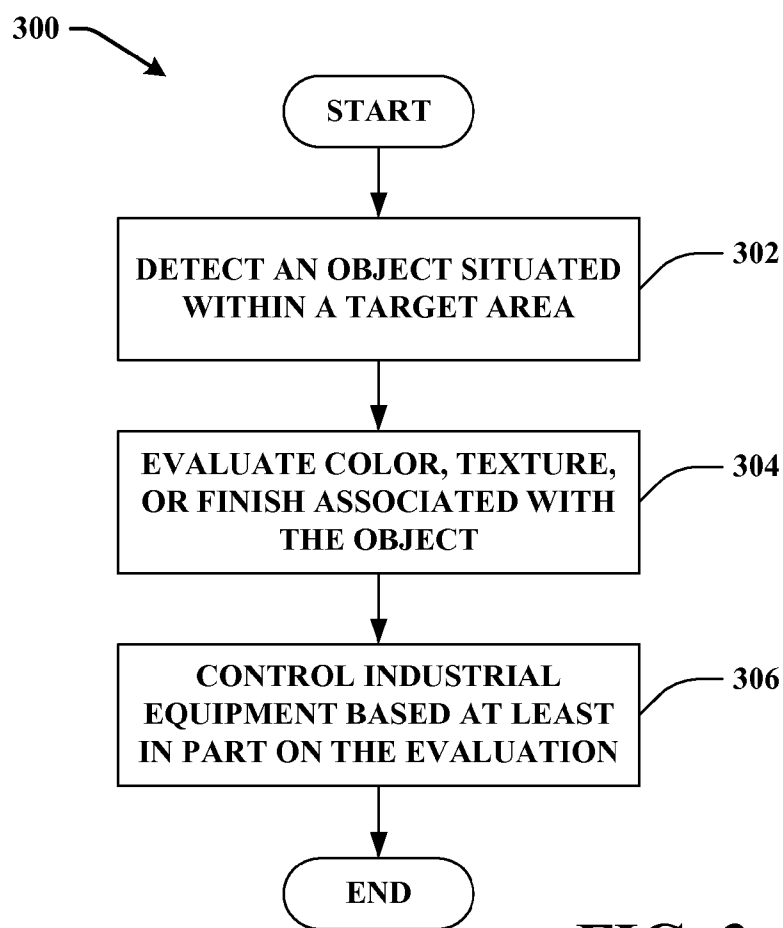 300
START
DETECT AN OBJECT SITUATED
WITHIN A TARGET AREA
302
EVALUATE COLOR, TEXTURE,
OR FINISH ASSOCIATED WITH
THE OBJECT
304
CONTROL INDUSTRIAL
EQUIPMENT BASED AT LEAST
IN PART ON THE EVALUATION
306
END